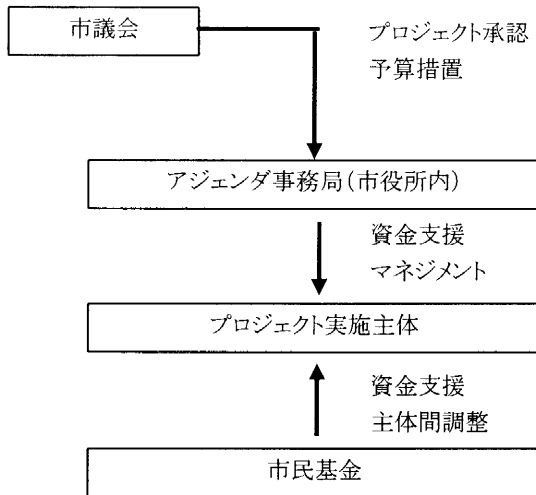 市議会
プロジェクト承認
予算措置
アジェンダ事務局(市役所内)
資金支援
マネジメント
プロジェクト実施主体
資金支援
主体間調整
市民基金